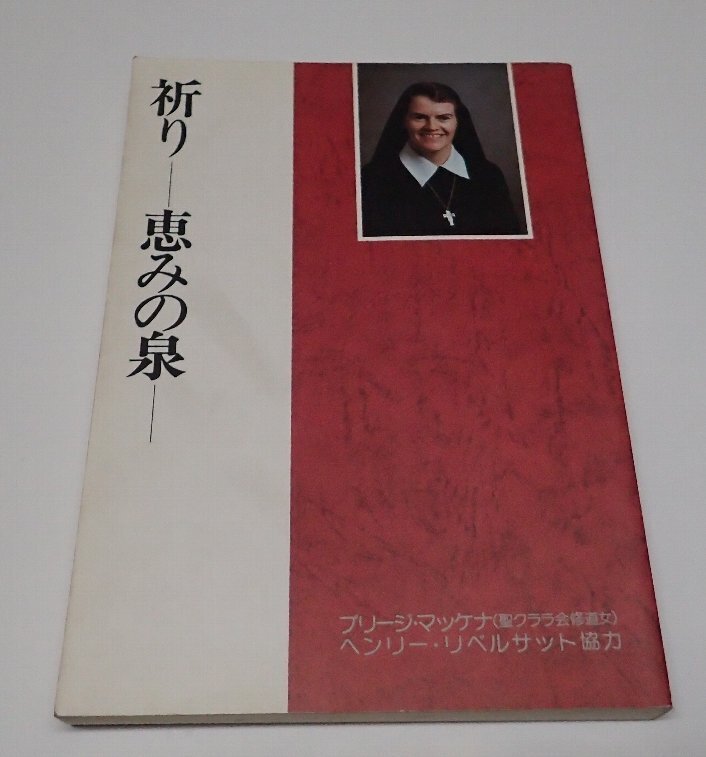 祈り―恵みの泉―
ブリージ・マッケナ(聖クララ会修道女)
ヘンリー・リベルサット協力